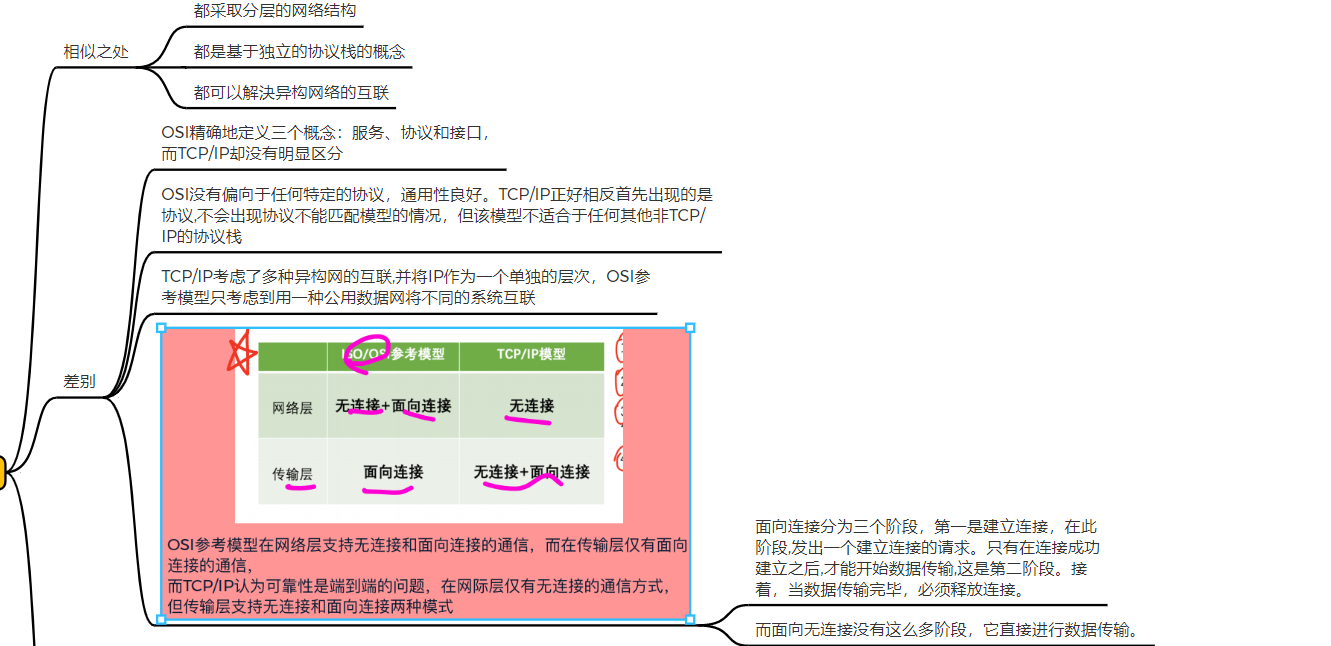 都采取分层的网络结构
相似之处
都是基于独立的协议栈的概念
都可以解决异构网络的互联
OSI精确地定义三个概念：服务、协议和接口，
而TCP/IP却没有明显区分
OSI没有偏向于任何特定的协议，通用性良好。TCP/IP正好相反首先出现的是
协议,不会出现协议不能匹配模型的情况，但该模型不适合于任何其他非TCP/
IP的协议栈
TCP/IP考虑了多种异构网的互联,并将IP作为一个单独的层次，OSI参
考模型只考虑到用一种公用数据网将不同的系统互联
差别
ISO/OSI参考模型 TCP/IP模型
网络层 无连接+面向连接 无连接
传输层 面向连接 无连接+面向连接
OSI参考模型在网络层支持无连接和面向连接的通信，而在传输层仅有面向
连接的通信，
而TCP/IP认为可靠性是端到端的问题，在网际层仅有无连接的通信方式，
但传输层支持无连接和面向连接两种模式
面向连接分为三个阶段，第一是建立连接，在此
阶段,发出一个建立连接的请求。只有在连接成功
建立之后,才能开始数据传输,这是第二阶段。接
着，当数据传输完毕，必须释放连接。
而面向无连接没有这么多阶段，它直接进行数据传输。